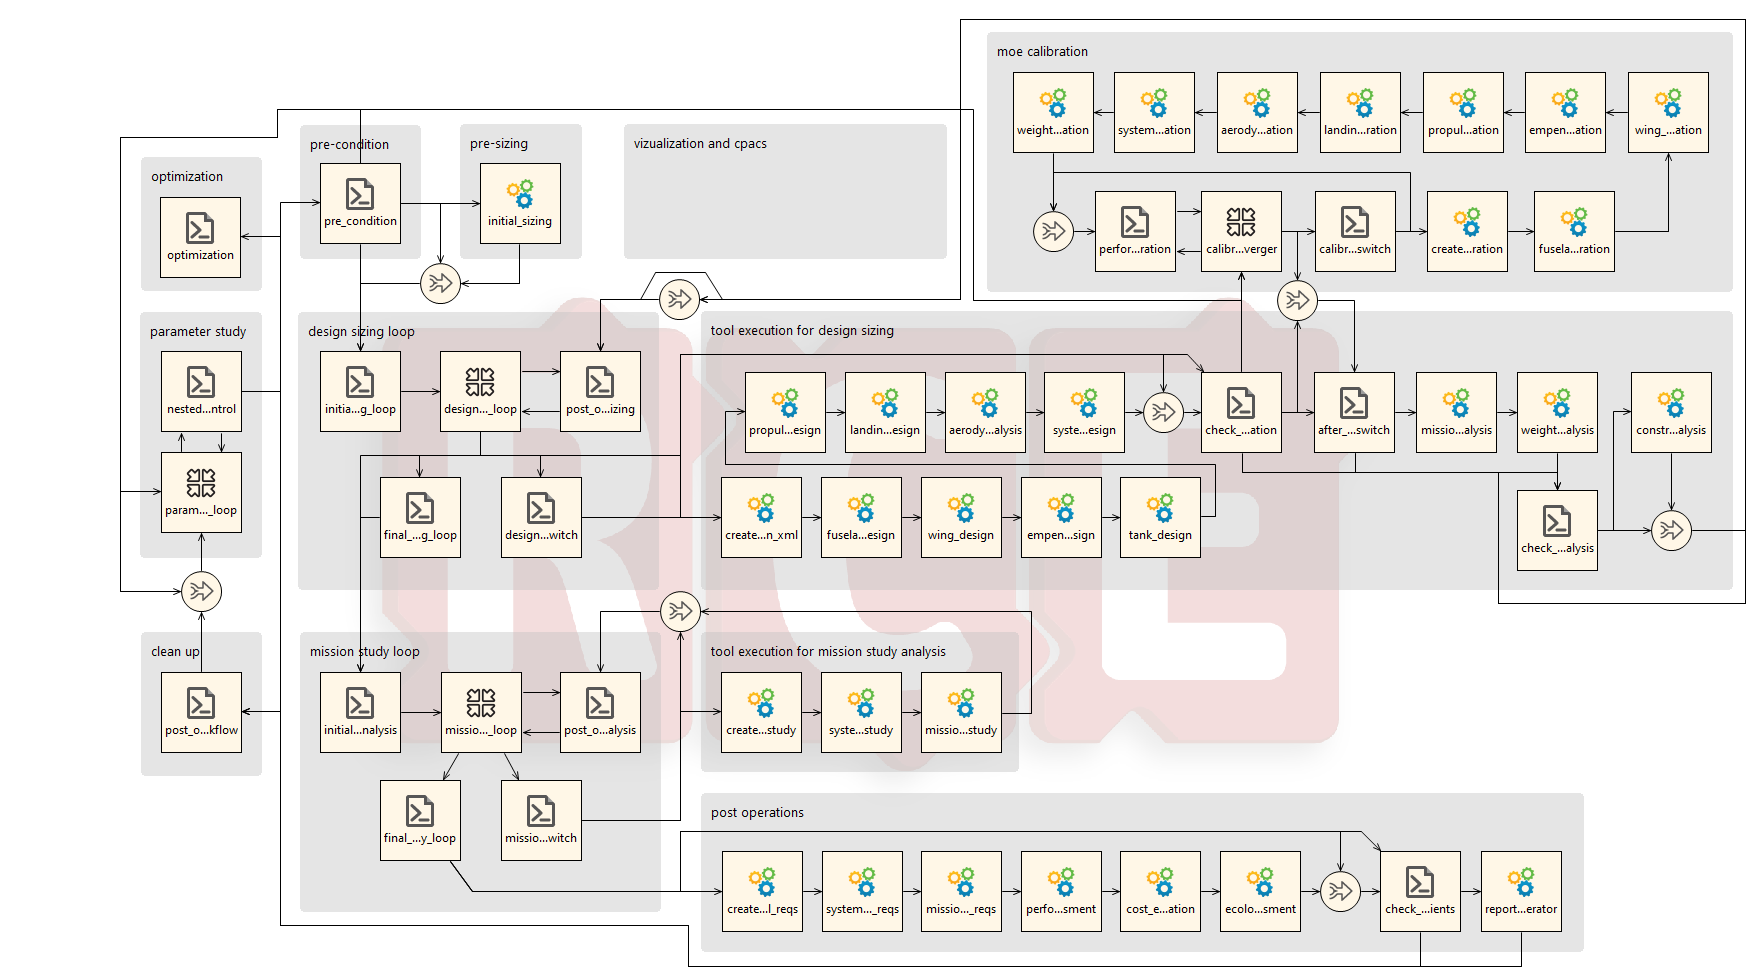 moe calibration
weight...ation
system...ation
aerody...ation
landin...ration
propul...ation
empen...ation
wing_...ation
perfor...ration
calibr...verger
calibr...switch
create...ration
fusela...ration
pre-condition
pre_condition
pre-sizing
initial_sizing
vizualization and cpacs
optimization
optimization
parameter study
nested...ntrol
param..._loop
clean up
post_o...kflow
design sizing loop
initia...g_loop
design..._loop
post_o...izing
final_...g_loop
design...witch
tool execution for design sizing
propul...esign
landin...esign
aerody...alysis
syste...esign
check_...ation
after_...switch
missio...alysis
weight...alysis
constr...alysis
create...n_xml
fusela...esign
wing_design
empen...sign
tank_design
check_...alysis
mission study loop
initial...nalysis
missio..._loop
post_o...alysis
final_...y_loop
missio...witch
tool execution for mission study analysis
create...study
syste...study
missio...study
post operations
create...l_reqs
system..._reqs
missio..._reqs
perfo...sment
cost_e...ation
ecolo...sment
check_...ients
report...erator
RCE